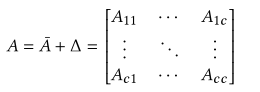 A = Ā + Δ = [A₁₁ ⋯ A₁c
⋮ ⋱ ⋮
Ac₁ ⋯ Acc]